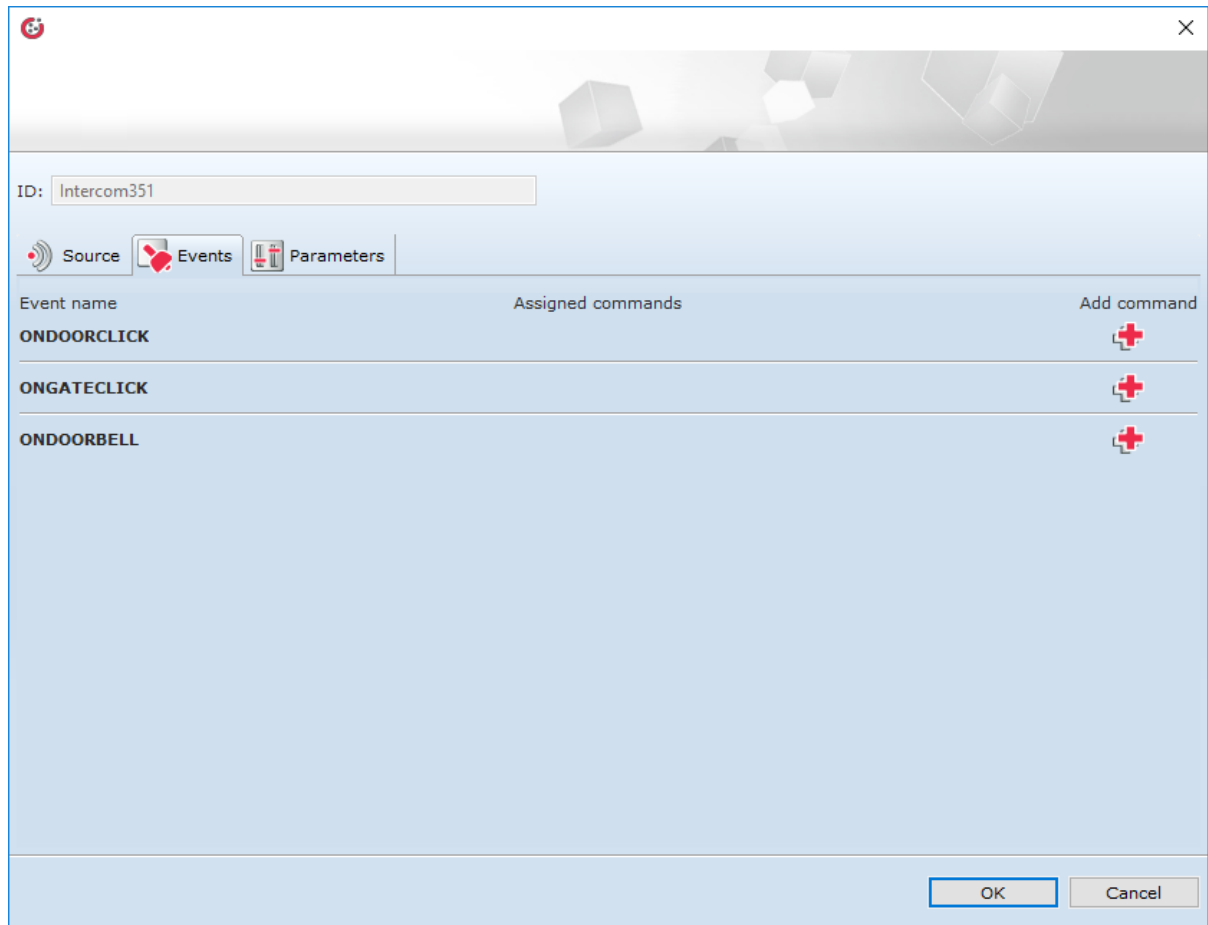 ID: Intercom351
Source Events Parameters
Event name Assigned commands Add command
ONDOORCLICK
ONGATECLICK
ONDOORBELL
OK Cancel